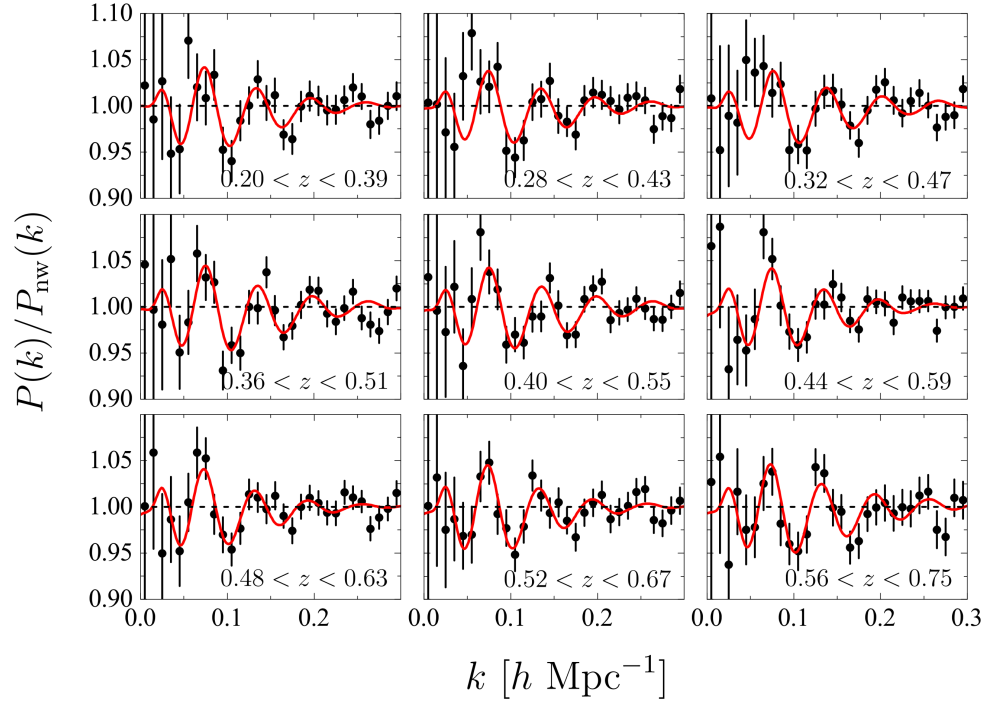 1.10
1.05
1.00
0.95
0.90
0.20 < z < 0.39
0.28 < z < 0.43
0.32 < z < 0.47
P(k)/P_nw(k)
1.05
1.00
0.95
0.90
0.36 < z < 0.51
0.40 < z < 0.55
0.44 < z < 0.59
1.05
1.00
0.95
0.90
0.48 < z < 0.63
0.52 < z < 0.67
0.56 < z < 0.75
0.0 0.1 0.2 0.0 0.1 0.2 0.0 0.1 0.2 0.3
k [h Mpc⁻¹]